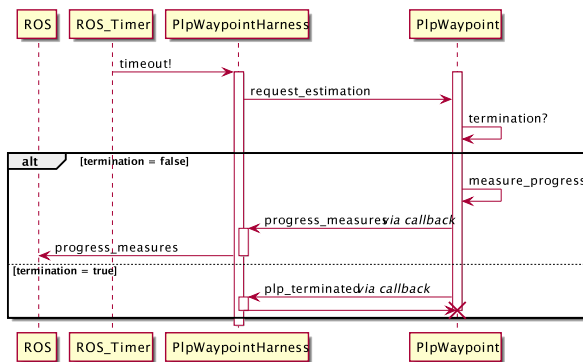 ROS ROS_Timer PlpWaypointHarness PlpWaypoint
timeout!
request_estimation
termination?
alt [termination = false]
measure_progress
progress_measures via callback
progress_measures
[termination = true]
plp_terminated via callback
ROS ROS_Timer PlpWaypointHarness PlpWaypoint